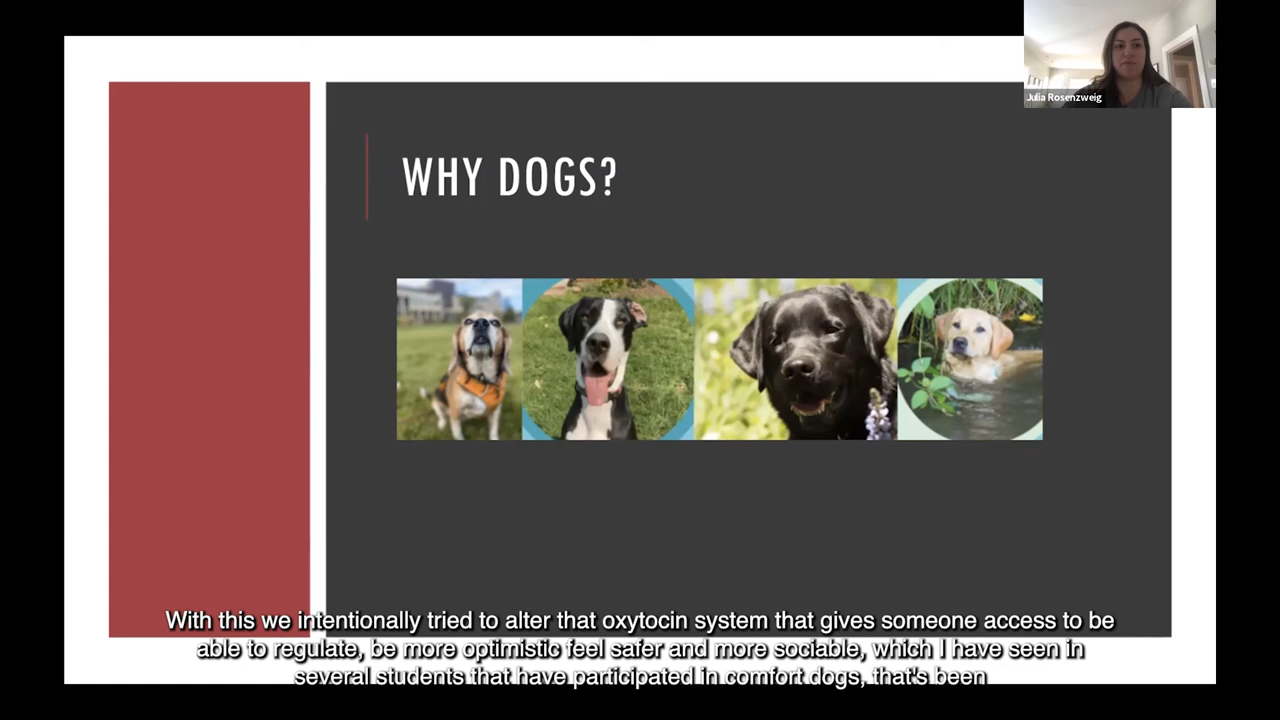 Julia Rosenzweig
WHY DOGS?
With this we intentionally tried to alter that oxytocin system that gives someone access to be
able to regulate, be more optimistic feel safer and more sociable, which I have seen in
several students that have participated in comfort dogs, that's been